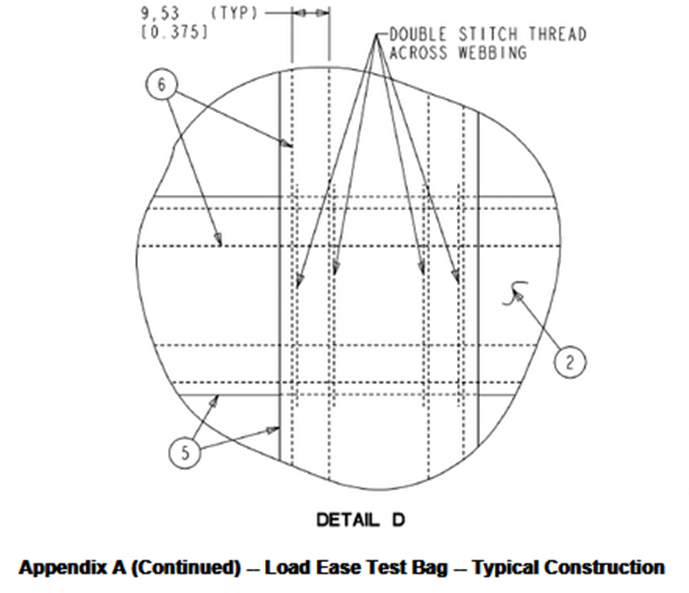 9,53 (TYP)
[0.375]
DOUBLE STITCH THREAD
ACROSS WEBBING
6
2
5
DETAIL D
Appendix A (Continued) – Load Ease Test Bag – Typical Construction